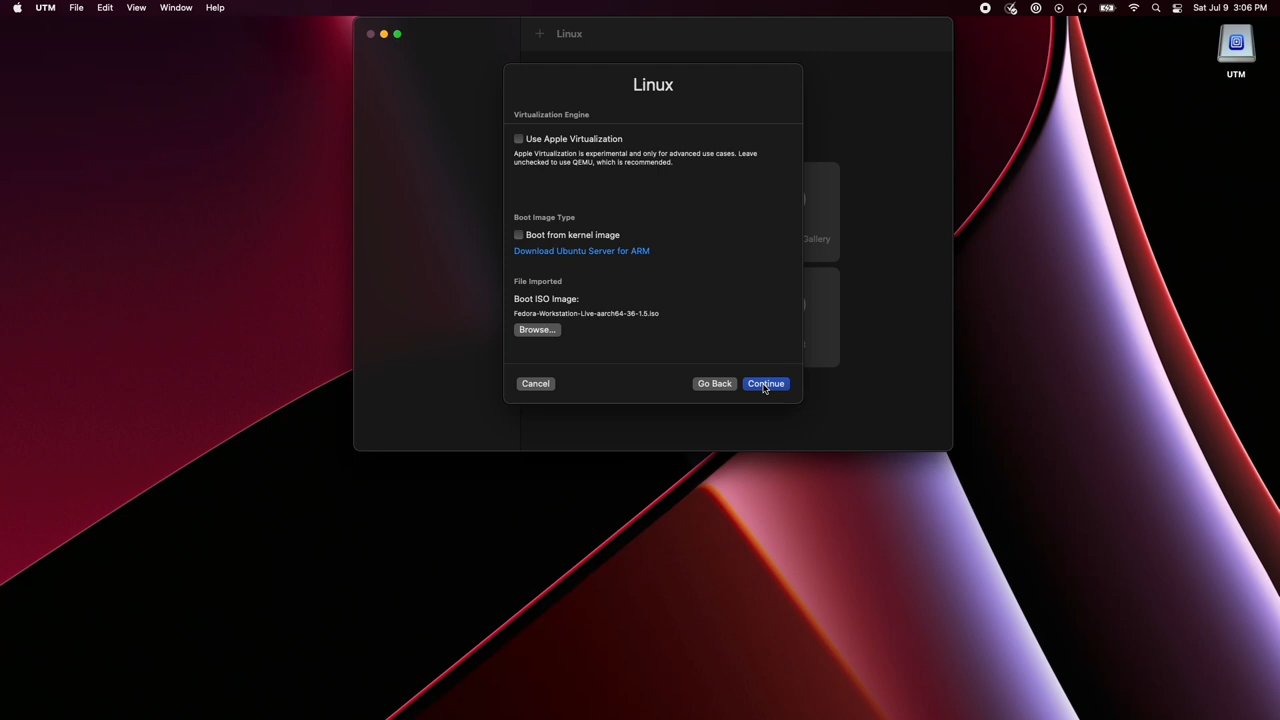 UTM File Edit View Window Help Sat Jul 9 3:06 PM
Linux
UTM
Linux
Virtualization Engine
Use Apple Virtualization
Apple Virtualization is experimental and only for advanced use cases. Leave
unchecked to use QEMU, which is recommended.
Boot Image Type
Boot from kernel image
Gallery
Download Ubuntu Server for ARM
File Imported
Boot ISO Image:
Fedora-Workstation-Live-aarch64-36-1.5.iso
Browse...
Cancel Go Back Continue